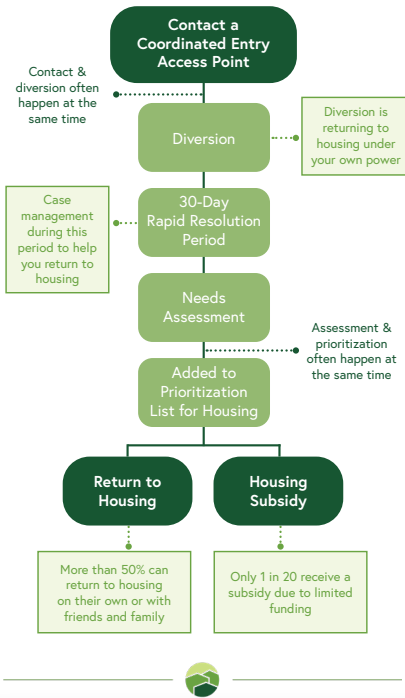 Contact a
Coordinated Entry
Access Point
Contact &
diversion often
happen at the
same time
Diversion
Diversion is
returning to
housing under
your own power
Case
management
during this
period to help
you return to
housing
30-Day
Rapid Resolution
Period
Needs
Assessment
Assessment &
prioritization
often happen at
the same time
Added to
Prioritization
List for Housing
Return to
Housing
Housing
Subsidy
More than 50% can
return to housing
on their own or with
friends and family
Only 1 in 20 receive a
subsidy due to limited
funding